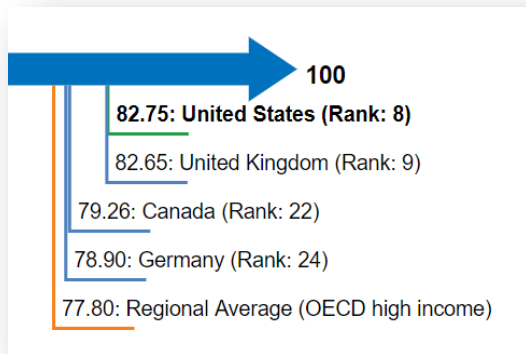 100
82.75: United States (Rank: 8)
82.65: United Kingdom (Rank: 9)
79.26: Canada (Rank: 22)
78.90: Germany (Rank: 24)
77.80: Regional Average (OECD high income)